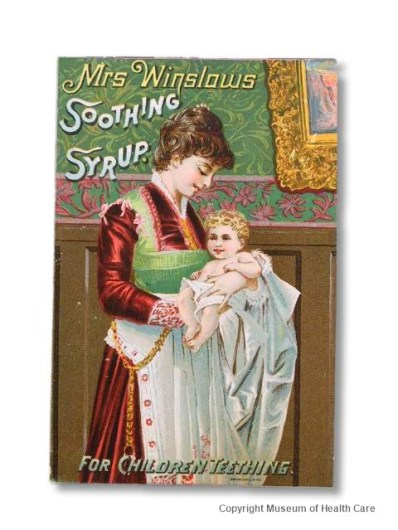 Mrs Winslows
SOOTHING
SYRUP.
FOR CHILDREN TEETHING.
Copyright Museum of Health Care